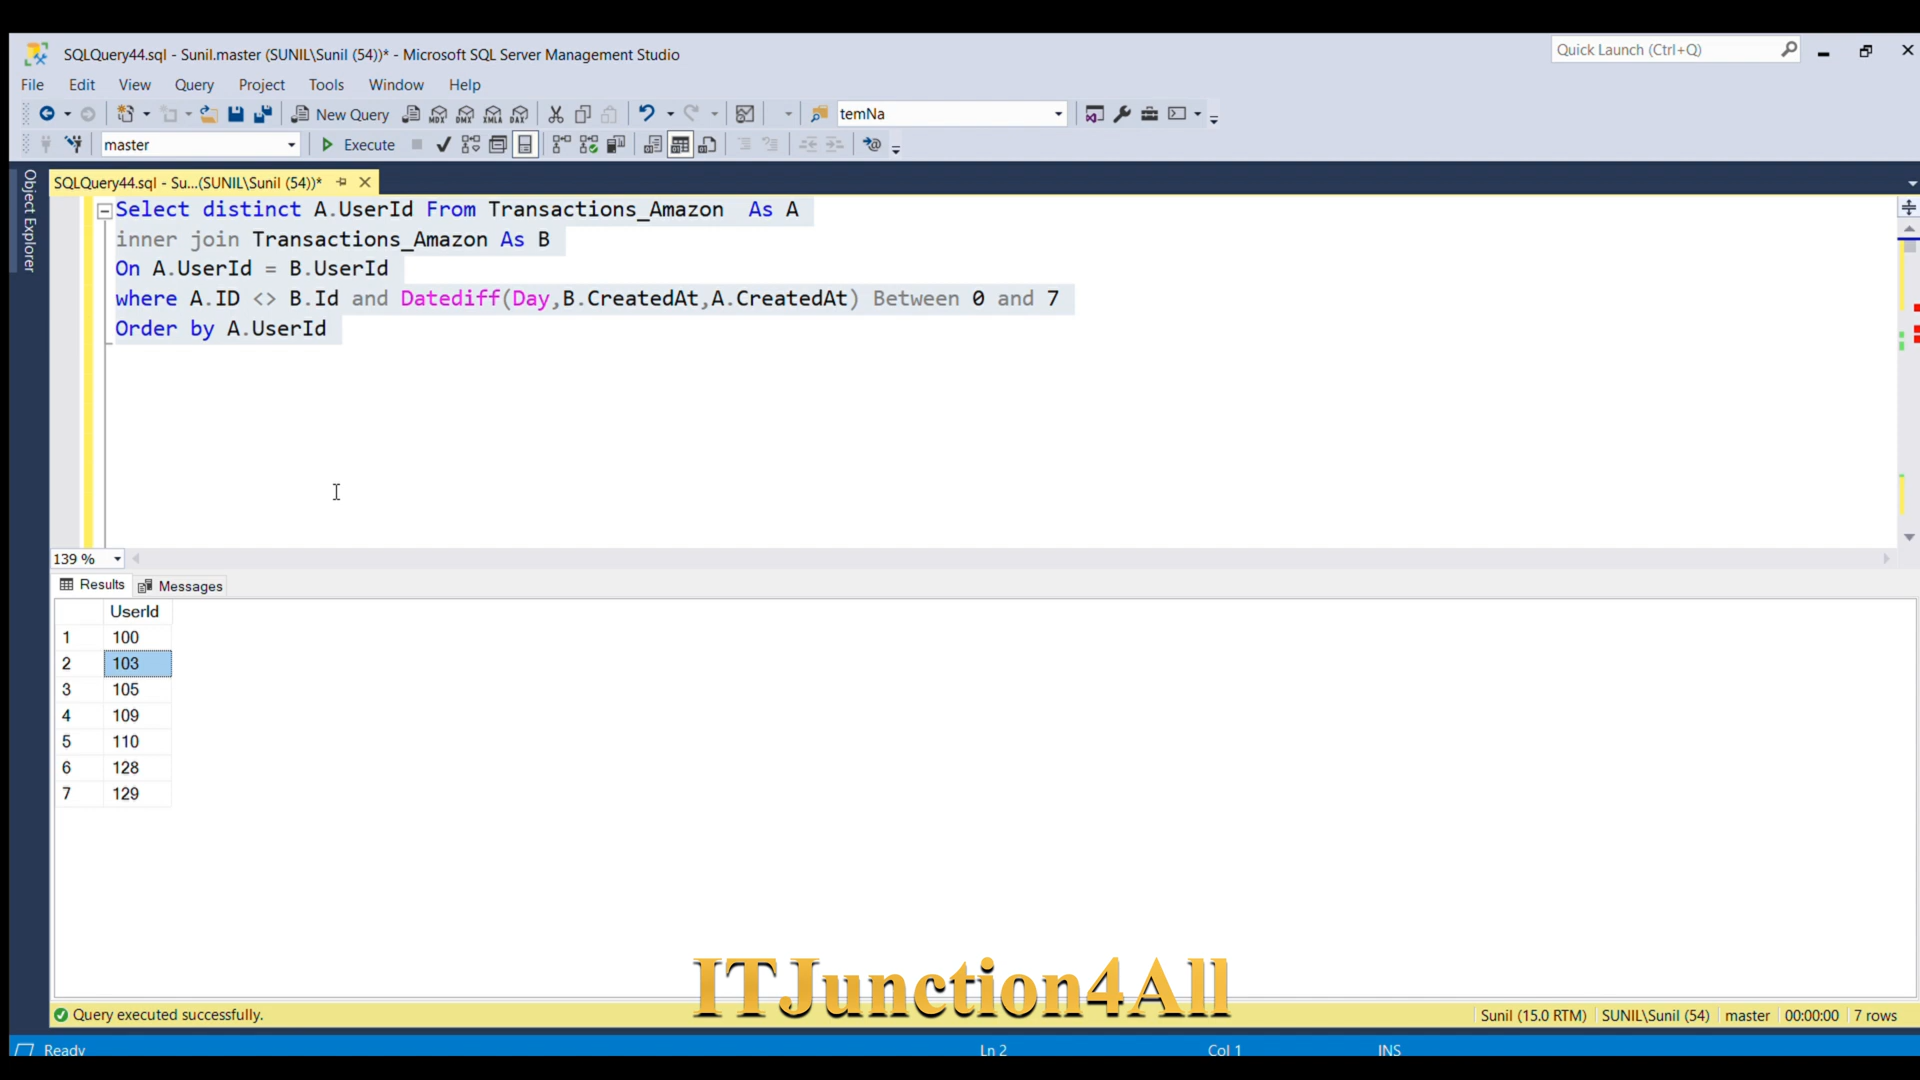 SQLQuery44.sql - Sunil.master (SUNIL\Sunil (54))* - Microsoft SQL Server Management Studio
Quick Launch (Ctrl+Q)
File Edit View Query Project Tools Window Help
New Query MDX DMX XMLA DAX temNa
master Execute
Object Explorer
SQLQuery44.sql - Su...(SUNIL\Sunil (54))*
Select distinct A.UserId From Transactions_Amazon  As A
inner join Transactions_Amazon As B
On A.UserId = B.UserId
where A.ID <> B.Id and Datediff(Day,B.CreatedAt,A.CreatedAt) Between 0 and 7
Order by A.UserId
139 %
Results Messages
UserId
1 100
2 103
3 105
4 109
5 110
6 128
7 129
ITJunction4All
Query executed successfully. Sunil (15.0 RTM) SUNIL\Sunil (54) master 00:00:00 7 rows
Ready Ln 2 Col 1 INS